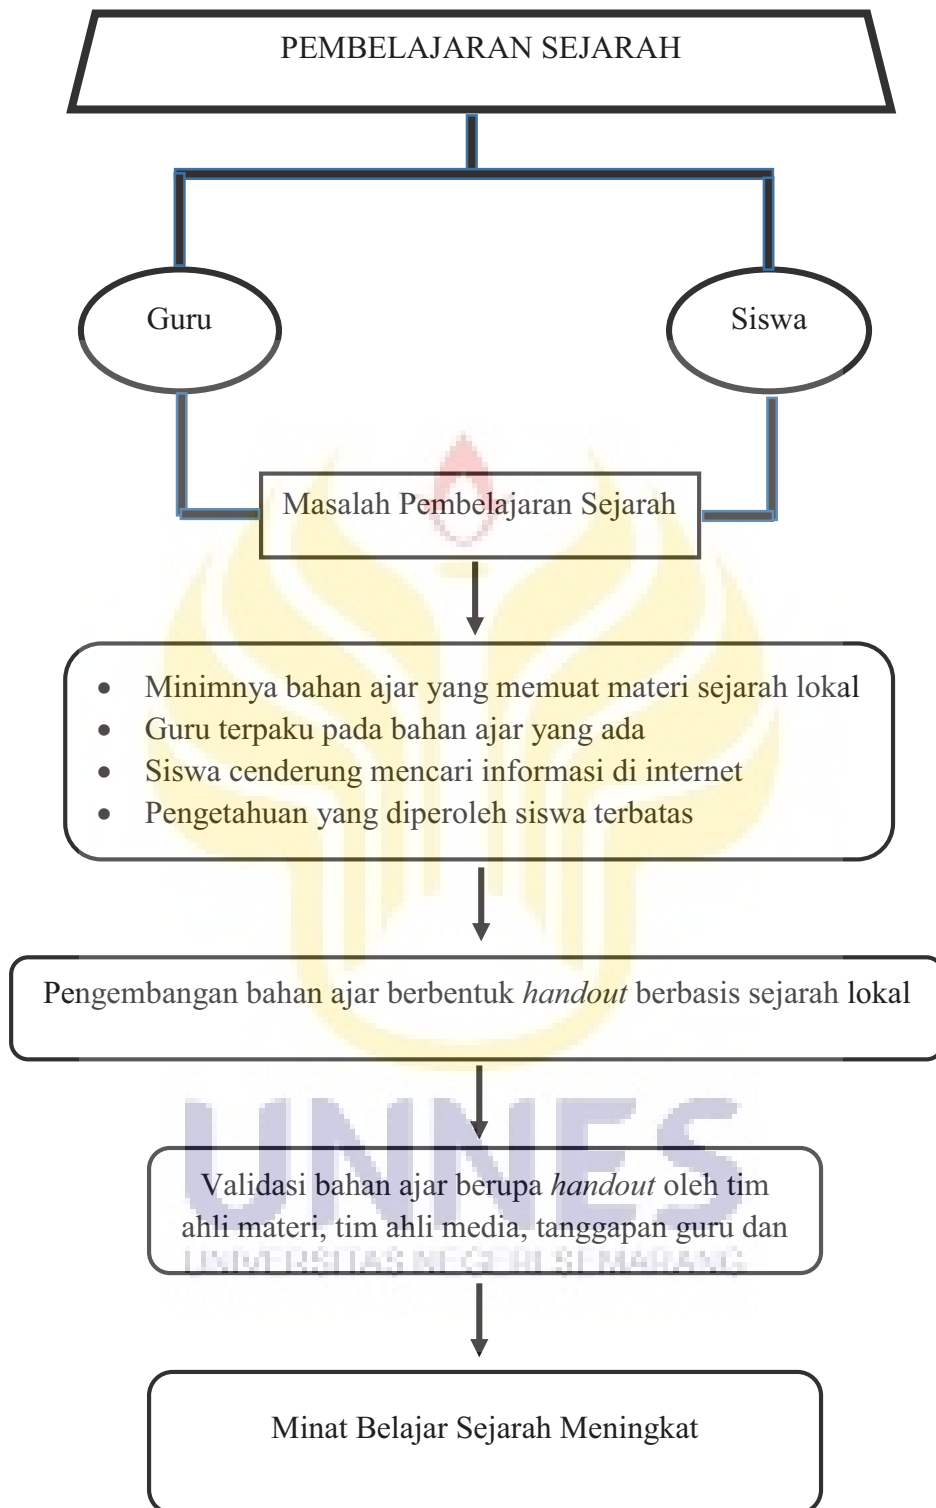 PEMBELAJARAN SEJARAH
Guru
Siswa
Masalah Pembelajaran Sejarah
• Minimnya bahan ajar yang memuat materi sejarah lokal
• Guru terpaku pada bahan ajar yang ada
• Siswa cenderung mencari informasi di internet
• Pengetahuan yang diperoleh siswa terbatas
Pengembangan bahan ajar berbentuk handout berbasis sejarah lokal
UNNES
Validasi bahan ajar berupa handout oleh tim
ahli materi, tim ahli media, tanggapan guru dan
UNIVERSITAS NEGERI SEMARANG
Minat Belajar Sejarah Meningkat